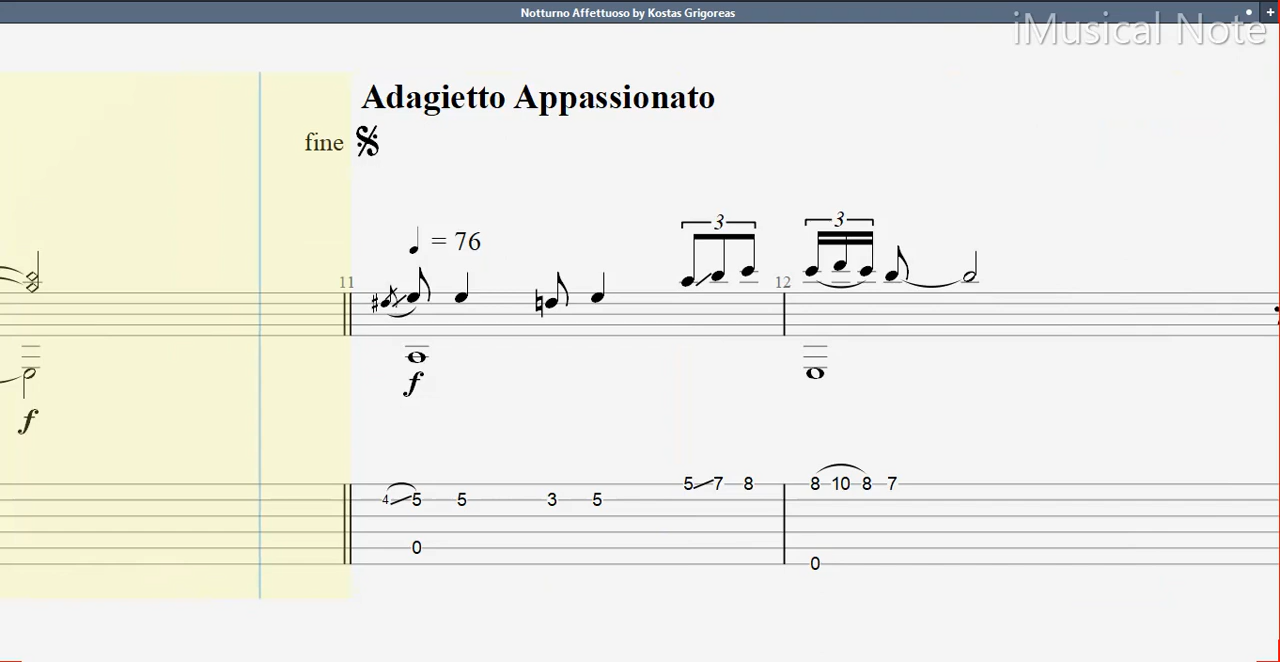 Notturno Affettuoso by Kostas Grigoreas
iMusical Note
Adagietto Appassionato
fine
= 76
3 3
11 12
f
f
4 5 5 3 5 5 7 8 8 10 8 7
0
0